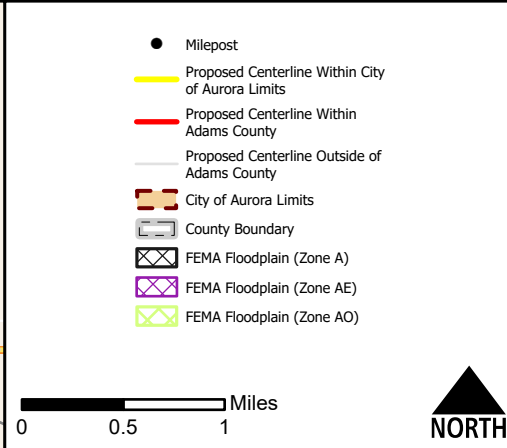 Milepost
Proposed Centerline Within City
of Aurora Limits
Proposed Centerline Within
Adams County
Proposed Centerline Outside of
Adams County
City of Aurora Limits
County Boundary
FEMA Floodplain (Zone A)
FEMA Floodplain (Zone AE)
FEMA Floodplain (Zone AO)
Miles
0 0.5 1
NORTH